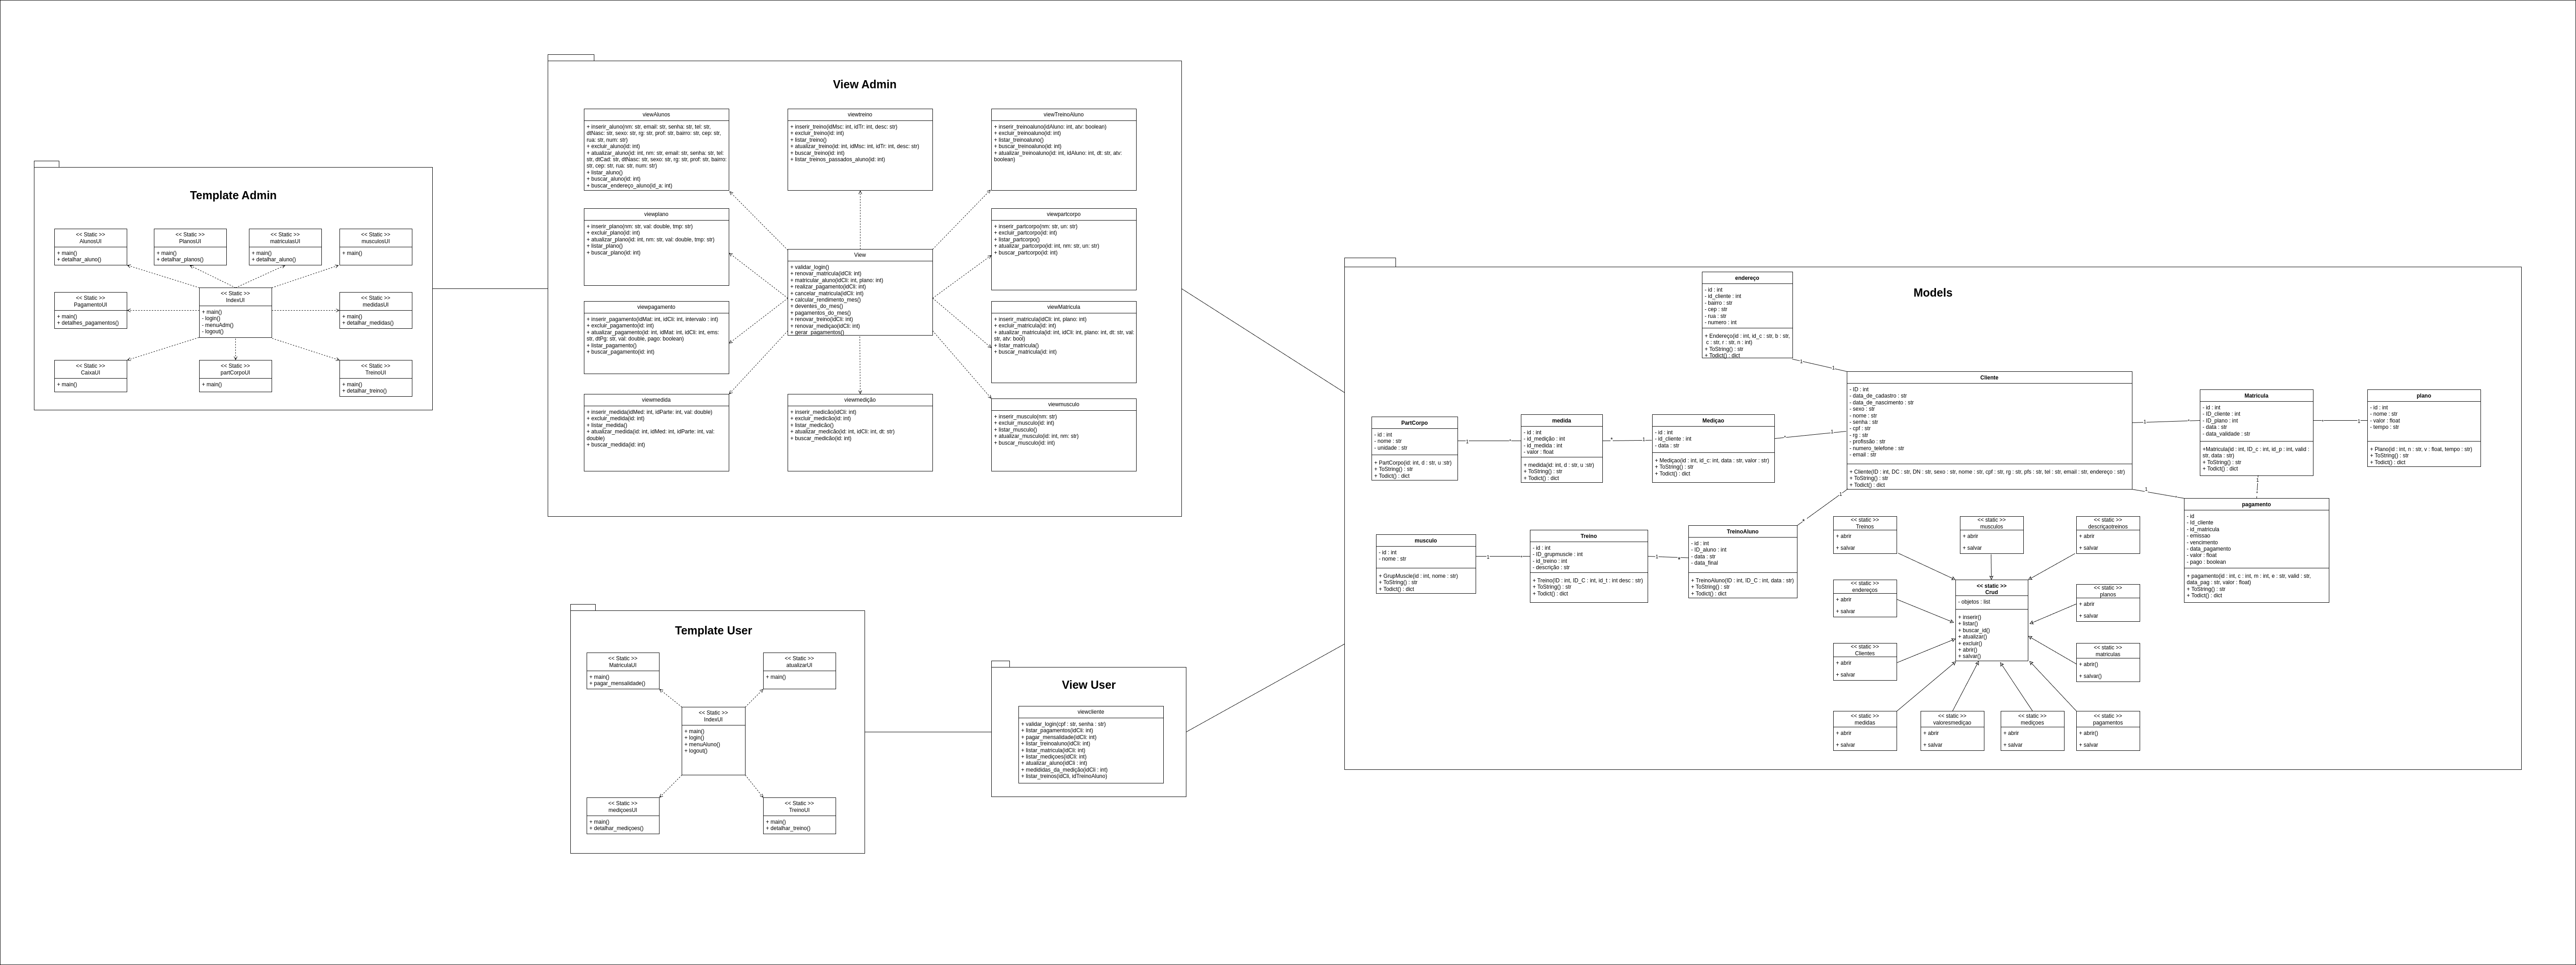 Template Admin
<< Static >>
AlunosUI
+ main()
+ detalhar_aluno()
<< Static >>
PlanosUI
+ main()
+ detalhar_planos()
<< Static >>
matriculasUI
+ main()
+ detalhar_aluno()
<< Static >>
musculosUI
+ main()
<< Static >>
PagamentoUI
+ main()
+ detalhes_pagamentos()
<< Static >>
IndexUI
+ main()
- login()
- menuAdm()
- logout()
<< Static >>
medidasUI
+ main()
+ detalhar_medidas()
<< Static >>
CaixaUI
+ main()
<< Static >>
partCorpoUI
+ main()
<< Static >>
TreinoUI
+ main()
+ detalhar_treino()
View Admin
viewAlunos
+ inserir_aluno(nm: str, email: str, senha: str, tel: str,
dtNasc: str, sexo: str, rg: str, prof: str, bairro: str, cep: str,
rua: str, num: str)
+ excluir_aluno(id: int)
+ atualizar_aluno(id: int, nm: str, email: str, senha: str, tel:
str, dtCad: str, dtNasc: str, sexo: str, rg: str, prof: str, bairro:
str, cep: str, rua: str, num: str)
+ listar_aluno()
+ buscar_aluno(id: int)
+ buscar_endereço_aluno(id_a: int)
viewtreino
+ inserir_treino(idMsc: int, idTr: int, desc: str)
+ excluir_treino(id: int)
+ listar_treino()
+ atualizar_treino(id: int, idMsc: int, idTr: int, desc: str)
+ buscar_treino(id: int)
+ listar_treinos_passados_aluno(id: int)
viewTreinoAluno
+ inserir_treinoaluno(idAluno: int, atv: boolean)
+ excluir_treinoaluno(id: int)
+ listar_treinoaluno()
+ buscar_treinoaluno(id: int)
+ atualizar_treinoaluno(id: int, idAluno: int, dt: str, atv:
boolean)
viewplano
+ inserir_plano(nm: str, val: double, tmp: str)
+ excluir_plano(id: int)
+ atualizar_plano(id: int, nm: str, val: double, tmp: str)
+ listar_plano()
+ buscar_plano(id: int)
viewpartcorpo
+ inserir_partcorpo(nm: str, un: str)
+ excluir_partcorpo(id: int)
+ listar_partcorpo()
+ atualizar_partcorpo(id: int, nm: str, un: str)
+ buscar_partcorpo(id: int)
View
+ validar_login()
+ renovar_matricula(idCli: int)
+ matricular_aluno(idCli: int, plano: int)
+ realizar_pagamento(idCli: int)
+ cancelar_matricula(idCli: int)
+ calcular_rendimento_mes()
+ deventes_do_mes()
+ pagamentos_do_mes()
+ renovar_treino(idCli: int)
+ renovar_mediçao(idCli: int)
+ gerar_pagamentos()
viewpagamento
+ inserir_pagamento(idMat: int, idCli: int, intervalo : int)
+ excluir_pagamento(id: int)
+ atualizar_pagamento(id: int, idMat: int, idCli: int, ems:
str, dtPg: str, val: double, pago: boolean)
+ listar_pagamento()
+ buscar_pagamento(id: int)
viewMatricula
+ inserir_matricula(idCli: int, plano: int)
+ excluir_matricula(id: int)
+ atualizar_matricula(id: int, idCli: int, plano: int, dt: str, val:
str, atv: bool)
+ listar_matricula()
+ buscar_matricula(id: int)
viewmedida
+ inserir_medida(idMed: int, idParte: int, val: double)
+ excluir_medida(id: int)
+ listar_medida()
+ atualizar_medida(id: int, idMed: int, idParte: int, val:
double)
+ buscar_medida(id: int)
viewmedição
+ inserir_medicão(idCli: int)
+ excluir_medicão(id: int)
+ listar_medicão()
+ atualizar_medicão(id: int, idCli: int, dt: str)
+ buscar_medicão(id: int)
viewmusculo
+ inserir_musculo(nm: str)
+ excluir_musculo(id: int)
+ listar_musculo()
+ atualizar_musculo(id: int, nm: str)
+ buscar_musculo(id: int)
Template User
<< Static >>
MatriculaUI
+ main()
+ pagar_mensalidade()
<< Static >>
atualizarUI
+ main()
<< Static >>
IndexUI
+ main()
+ login()
+ menuAluno()
+ logout()
<< Static >>
mediçoesUI
+ main()
+ detalhar_mediçoes()
<< Static >>
TreinoUI
+ main()
+ detalhar_treino()
View User
viewcliente
+ validar_login(cpf : str, senha : str)
+ listar_pagamentos(idCli: int)
+ pagar_mensalidade(idCli: int)
+ listar_treinoaluno(idCli: int)
+ listar_matricula(idCli: int)
+ listar_mediçoes(idCli: int)
+ atualizar_aluno(idCli : int)
+ medididas_da_medição(idCli : int)
+ listar_treinos(idCli, idTreinoAluno)
Models
endereço
- id : int
- id_cliente : int
- bairro : str
- cep : str
- rua : str
- numero : int
+ Endereço(id : int, id_c : str, b : str,
c : str, r : str, n : int)
+ ToString() : str
+ Todict() : dict
1
1
Cliente
- ID : int
- data_de_cadastro : str
- data_de_nascimento : str
- sexo : str
- nome : str
- senha : str
- cpf : str
- rg : str
- profissão : str
- numero_telefone : str
- email : str
+ Cliente(ID : int, DC : str, DN : str, sexo : str, nome : str, cpf : str, rg : str, pfs : str, tel : str, email : str, endereço : str)
+ ToString() : str
+ Todict() : dict
1
*
Matricula
- id : int
- ID_cliente : int
- ID_plano : int
- data : str
- data_validade : str
+Matricula(id : int, ID_c : int, id_p : int, valid :
str, data : str)
+ ToString() : str
+ Todict() : dict
1
plano
- id : int
- nome : str
- valor : float
- tempo : str
+ Plano(id : int, n : str, v : float, tempo : str)
+ ToString() : str
+ Todict() : dict
PartCorpo
- id : int
- nome : str
- unidade : str
+ PartCorpo(id: int, d : str, u :str)
+ ToString() : str
+ Todict() : dict
1
medida
- id : int
- id_medição : int
- id_medida : int
- valor : float
+ medida(id: int, d : str, u :str)
+ ToString() : str
+ Todict() : dict
*
1
Mediçao
- id : int
- id_cliente : int
- data : str
+ Mediçao(id : int, id_c: int, data : str, valor : str)
+ ToString() : str
+ Todict() : dict
*
1
1
*
1
1
pagamento
- id
- Id_cliente
- id_matricula
- emissao
- vencimento
- data_pagamento
- valor : float
- pago : boolean
+ pagamento(id : int, c : int, m : int, e : str, valid : str,
data_pag : str, valor : float)
+ ToString() : str
+ Todict() : dict
musculo
- id : int
- nome : str
+ GrupMuscle(id : int, nome : str)
+ ToString() : str
+ Todict() : dict
1
Treino
- id : int
- ID_grupmuscle : int
- id_treino : int
- descrição : str
+ Treino(ID : int, ID_C : int, id_t : int desc : str)
+ ToString() : str
+ Todict() : dict
1
*
TreinoAluno
- id : int
- ID_aluno : int
- data : str
- data_final
+ TreinoAluno(ID : int, ID_C : int, data : str)
+ ToString() : str
+ Todict() : dict
<< static >>
Treinos
+ abrir
+ salvar
<< static >>
musculos
+ abrir
+ salvar
<< static >>
descriçaotreinos
+ abrir
+ salvar
<< static >>
endereços
+ abrir
+ salvar
<< static >>
Crud
- objetos : list
+ inserir()
+ listar()
+ buscar_id()
+ atualizar()
+ excluir()
+ abrir()
+ salvar()
<< static >>
planos
+ abrir
+ salvar
<< static >>
Clientes
+ abrir
+ salvar
<< static >>
matriculas
+ abrir()
+ salvar()
<< static >>
medidas
+ abrir
+ salvar
<< static >>
valoresmediçao
+ abrir
+ salvar
<< static >>
mediçoes
+ abrir
+ salvar
<< static >>
pagamentos
+ abrir()
+ salvar